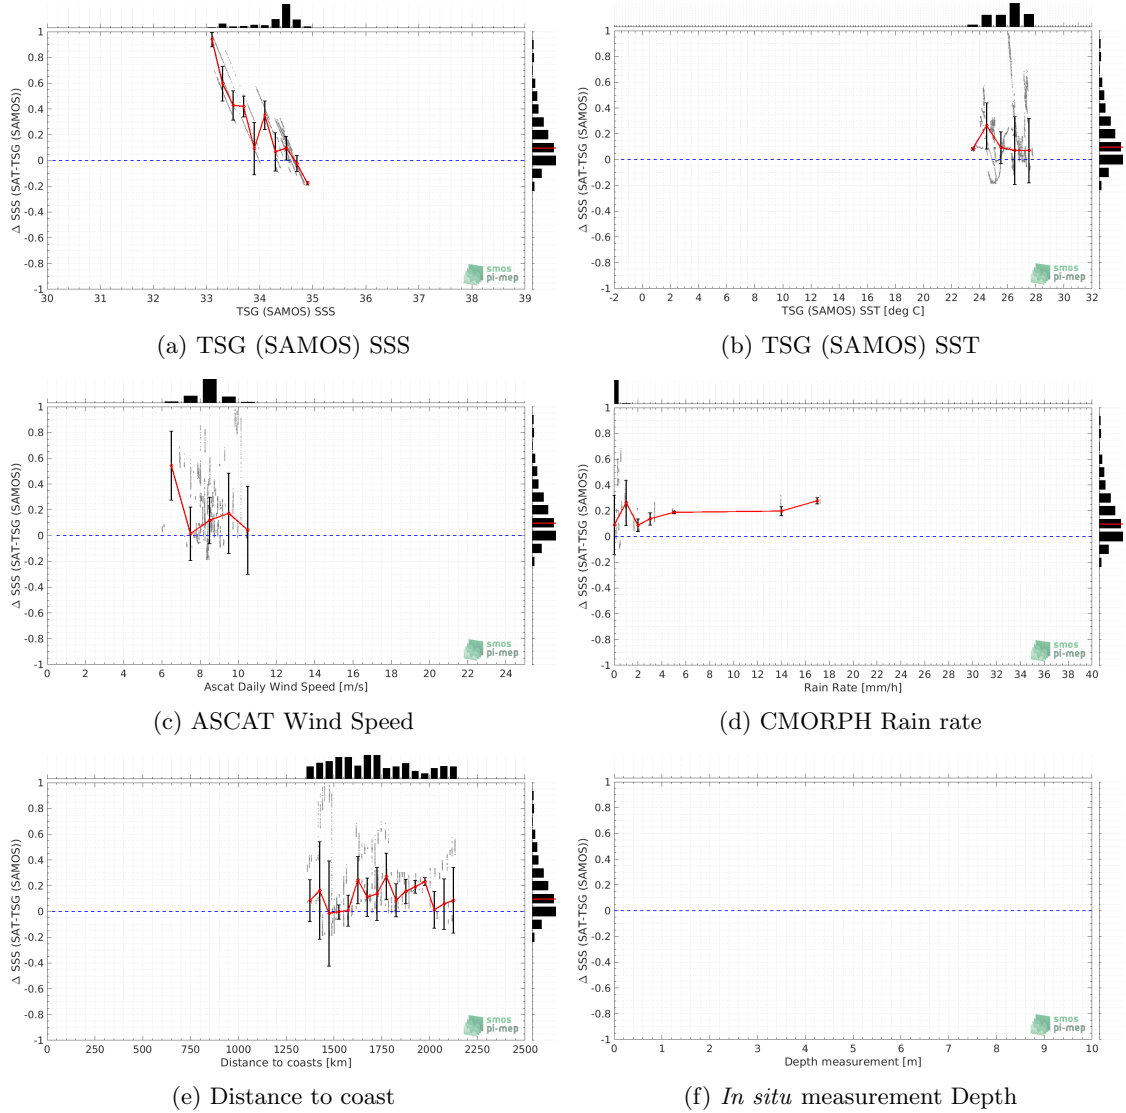 1
0.8
0.6
0.4
0.2
0
-0.2
-0.4
-0.6
-0.8
-1
Δ SSS (SAT-TSG (SAMOS))
30 31 32 33 34 35 36 37 38 39
TSG (SAMOS) SSS
smos
pi-mep
(a) TSG (SAMOS) SSS
1
0.8
0.6
0.4
0.2
0
-0.2
-0.4
-0.6
-0.8
-1
Δ SSS (SAT-TSG (SAMOS))
-2 0 2 4 6 8 10 12 14 16 18 20 22 24 26 28 30 32
TSG (SAMOS) SST [deg C]
smos
pi-mep
(b) TSG (SAMOS) SST
1
0.8
0.6
0.4
0.2
0
-0.2
-0.4
-0.6
-0.8
-1
Δ SSS (SAT-TSG (SAMOS))
0 2 4 6 8 10 12 14 16 18 20 22 24
Ascat Daily Wind Speed [m/s]
smos
pi-mep
(c) ASCAT Wind Speed
1
0.8
0.6
0.4
0.2
0
-0.2
-0.4
-0.6
-0.8
-1
Δ SSS (SAT-TSG (SAMOS))
0 2 4 6 8 10 12 14 16 18 20 22 24 26 28 30 32 34 36 38 40
Rain Rate [mm/h]
smos
pi-mep
(d) CMORPH Rain rate
1
0.8
0.6
0.4
0.2
0
-0.2
-0.4
-0.6
-0.8
-1
Δ SSS (SAT-TSG (SAMOS))
0 250 500 750 1000 1250 1500 1750 2000 2250 2500
Distance to coasts [km]
smos
pi-mep
(e) Distance to coast
1
0.8
0.6
0.4
0.2
0
-0.2
-0.4
-0.6
-0.8
-1
Δ SSS (SAT-TSG (SAMOS))
0 1 2 3 4 5 6 7 8 9 10
Depth measurement [m]
smos
pi-mep
(f) In situ measurement Depth